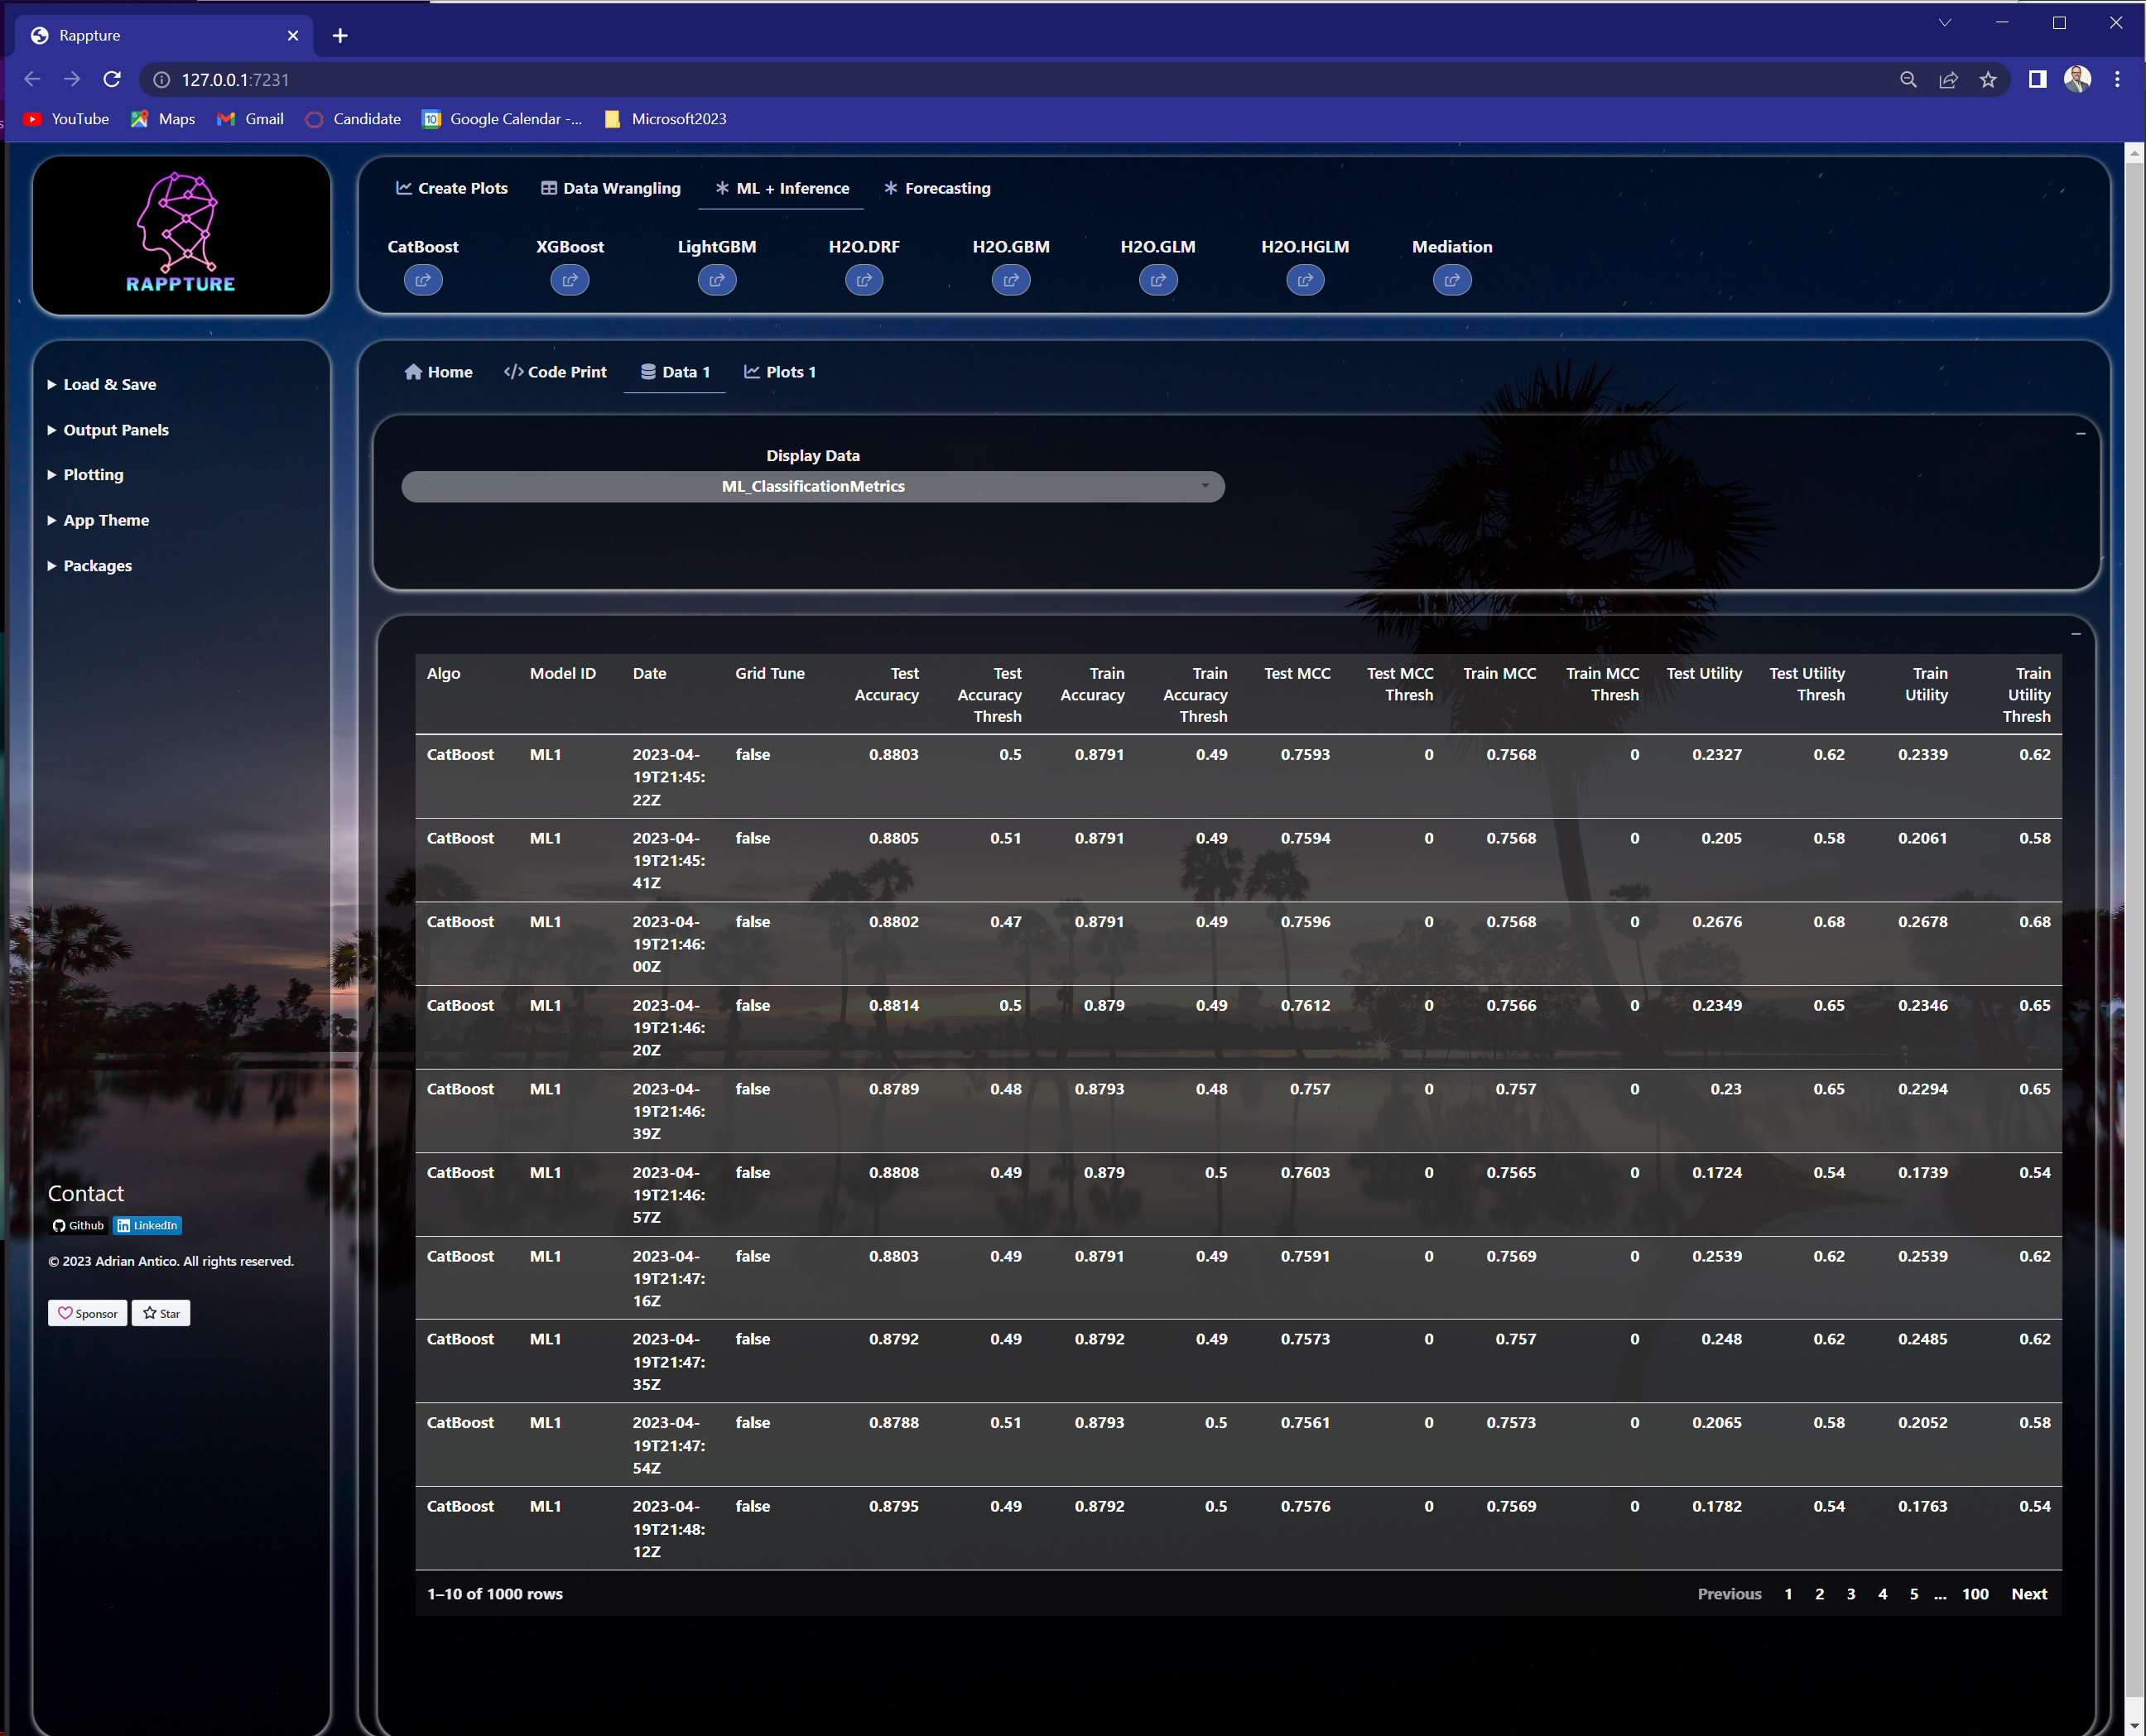 Rappture
127.0.0.1:7231
YouTube Maps Gmail Candidate 10 Google Calendar -... Microsoft2023
RAPPTURE
Create Plots Data Wrangling ML + Inference Forecasting
CatBoost XGBoost LightGBM H2O.DRF H2O.GBM H2O.GLM H2O.HGLM Mediation
Load & Save
Output Panels
Plotting
App Theme
Packages
Contact
Github LinkedIn
© 2023 Adrian Antico. All rights reserved.
Sponsor Star
Home Code Print Data 1 Plots 1
Display Data
ML_ClassificationMetrics
Algo Model ID Date Grid Tune Test Accuracy Test Accuracy Thresh Train Accuracy Train Accuracy Thresh Test MCC Test MCC Thresh Train MCC Train MCC Thresh Test Utility Test Utility Thresh Train Utility Train Utility Thresh
CatBoost ML1 2023-04-19T21:45:22Z false 0.8803 0.5 0.8791 0.49 0.7593 0 0.7568 0 0.2327 0.62 0.2339 0.62
CatBoost ML1 2023-04-19T21:45:41Z false 0.8805 0.51 0.8791 0.49 0.7594 0 0.7568 0 0.205 0.58 0.2061 0.58
CatBoost ML1 2023-04-19T21:46:00Z false 0.8802 0.47 0.8791 0.49 0.7596 0 0.7568 0 0.2676 0.68 0.2678 0.68
CatBoost ML1 2023-04-19T21:46:20Z false 0.8814 0.5 0.879 0.49 0.7612 0 0.7566 0 0.2349 0.65 0.2346 0.65
CatBoost ML1 2023-04-19T21:46:39Z false 0.8789 0.48 0.8793 0.48 0.757 0 0.757 0 0.23 0.65 0.2294 0.65
CatBoost ML1 2023-04-19T21:46:57Z false 0.8808 0.49 0.879 0.5 0.7603 0 0.7565 0 0.1724 0.54 0.1739 0.54
CatBoost ML1 2023-04-19T21:47:16Z false 0.8803 0.49 0.8791 0.49 0.7591 0 0.7569 0 0.2539 0.62 0.2539 0.62
CatBoost ML1 2023-04-19T21:47:35Z false 0.8792 0.49 0.8792 0.49 0.7573 0 0.757 0 0.248 0.62 0.2485 0.62
CatBoost ML1 2023-04-19T21:47:54Z false 0.8788 0.51 0.8793 0.5 0.7561 0 0.7573 0 0.2065 0.58 0.2052 0.58
CatBoost ML1 2023-04-19T21:48:12Z false 0.8795 0.49 0.8792 0.5 0.7576 0 0.7569 0 0.1782 0.54 0.1763 0.54
1–10 of 1000 rows Previous 1 2 3 4 5 ... 100 Next